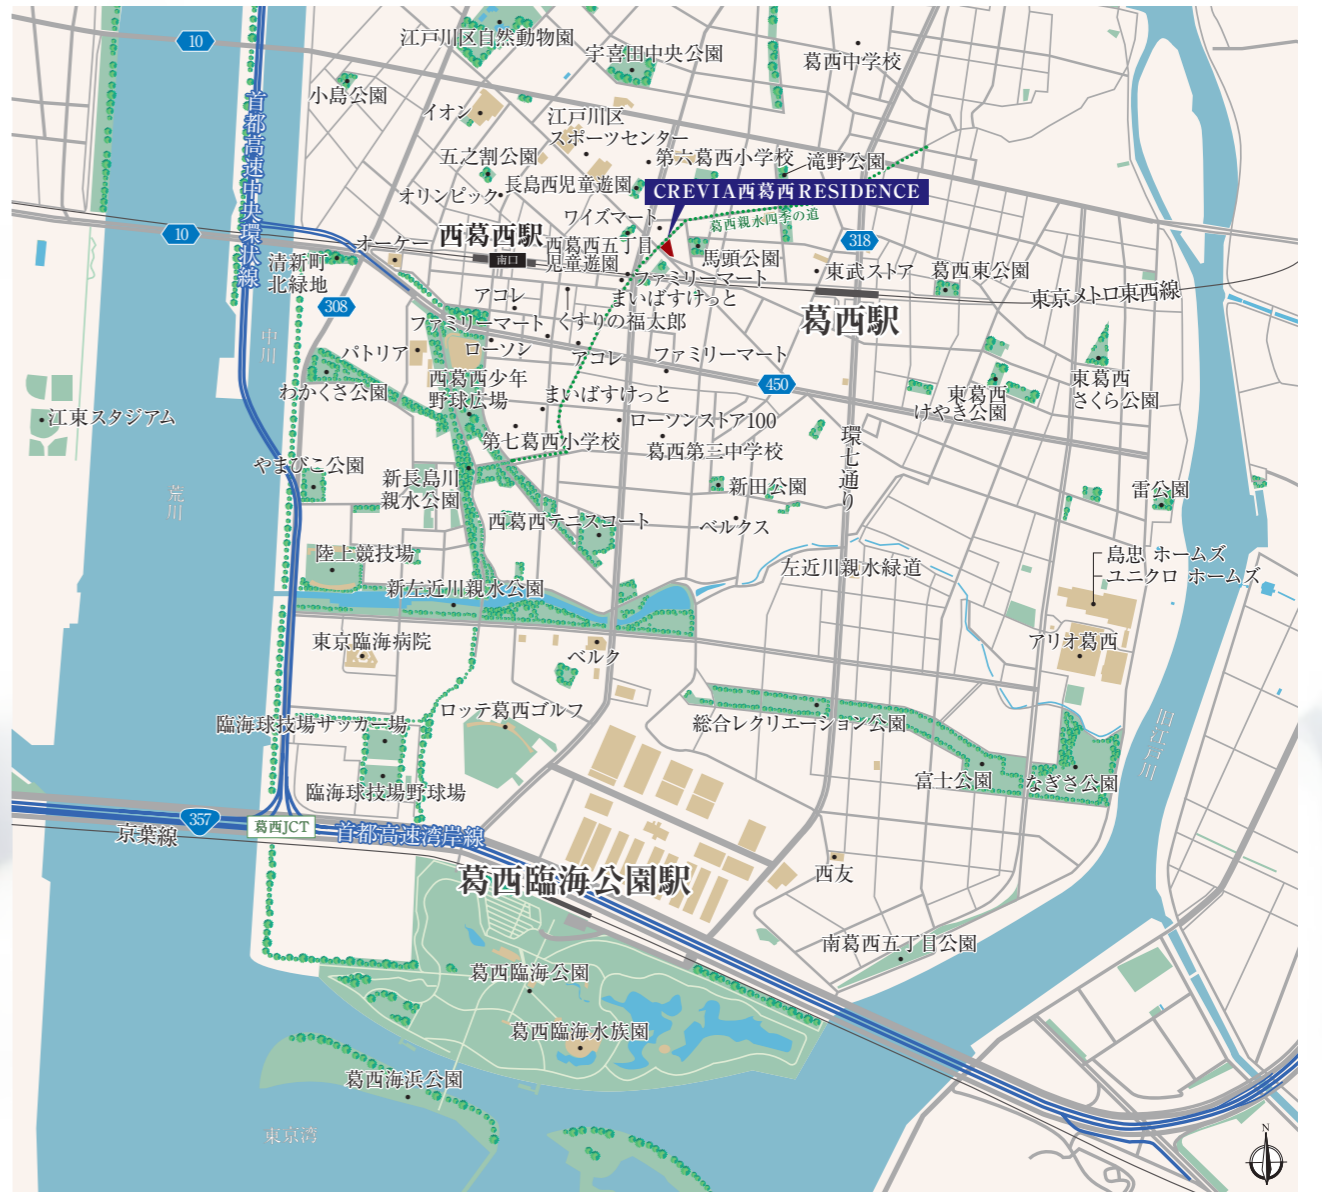 江戸川区自然動物園
宇喜田中央公園
葛西中学校
10
小島公園
イオン
江戸川区
スポーツセンター
首都高速中央環状線
五之割公園
第六葛西小学校
滝野公園
オリンピック
長島西児童遊園
CREVIA西葛西RESIDENCE
ワイズマート
葛西親水四季の道
10
オーケー
西葛西駅
南口
西葛西五丁目
児童遊園
馬頭公園
318
清新町
北緑地
ファミリーマート
東武ストア
葛西東公園
東京メトロ東西線
308
アコレ
まいばすけっと
葛西駅
ファミリーマート
くすりの福太郎
中川
パトリア
ローソン
アコレ
ファミリーマート
450
わかくさ公園
西葛西少年
野球広場
まいばすけっと
東葛西
けやき公園
東葛西
さくら公園
江東スタジアム
第七葛西小学校
ローソンストア100
葛西第三中学校
環七通り
やまびこ公園
新長島川
親水公園
新田公園
雷公園
荒川
西葛西テニスコート
ベルクス
陸上競技場
左近川親水緑道
島忠 ホームズ
ユニクロ ホームズ
新左近川親水公園
東京臨海病院
ベルク
アリオ葛西
臨海球技場サッカー場
ロッテ葛西ゴルフ
総合レクリエーション公園
旧江戸川
臨海球技場野球場
富士公園
なぎさ公園
357
葛西JCT
首都高速湾岸線
京葉線
葛西臨海公園駅
西友
南葛西五丁目公園
葛西臨海公園
葛西臨海水族園
葛西海浜公園
東京湾
N